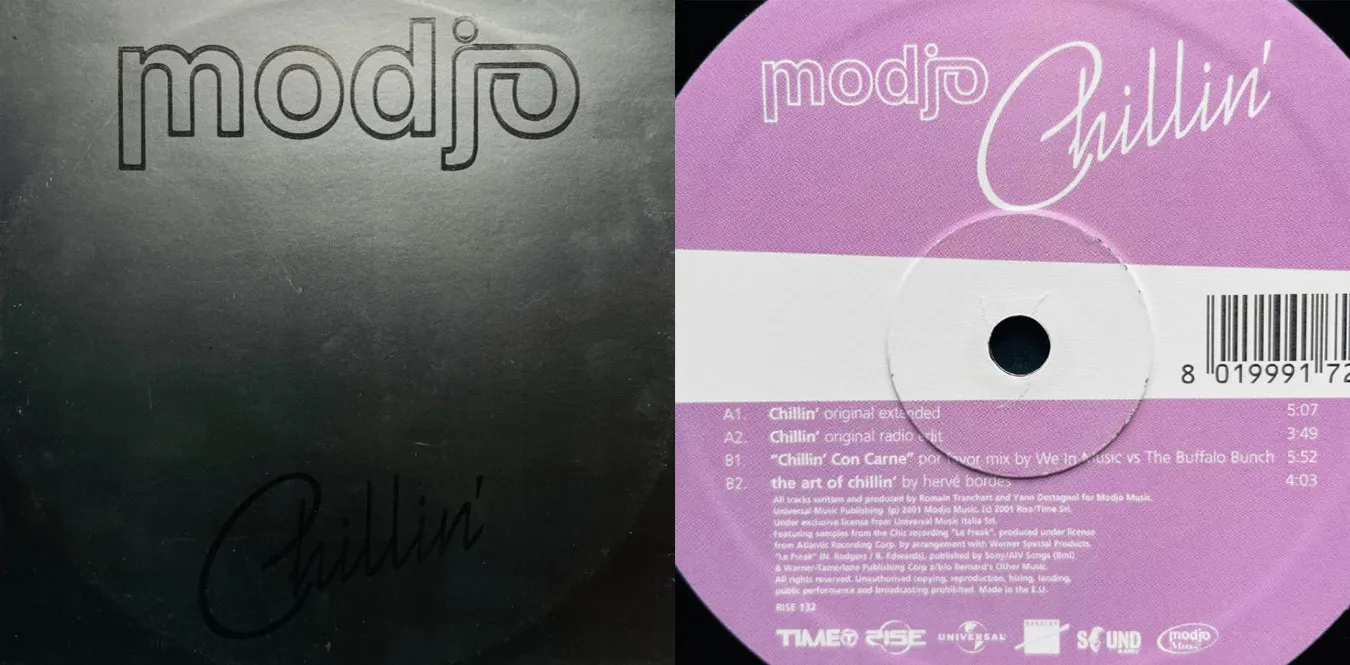 modjo
Chillin'
modjo Chillin'
8 019991 72
A1. Chillin' original extended 5:07
A2. Chillin' original radio edit 3:49
B1 "Chillin' Con Carne" por favor mix by We In Music vs The Buffalo Bunch 5:52
B2. the art of chillin' by hervé bordes 4:03
All tracks written and produced by Romain Tranchart and Yann Destagnol for Modjo Music.
Universal Music Publishing. (p) 2001 Modjo Music. (c) 2001 Rise/Time Srl.
Under exclusive license from Universal Music Italia Srl.
Featuring samples from the Chic recording "Le Freak", produced under license
from Atlantic Recording Corp. by arrangement with Warner Special Products.
"Le Freak" (N. Rodgers / B. Edwards), published by Sony/ATV Songs (Bmi)
& Warner-Tamerlane Publishing Corp a/b/o Bernard's Other Music.
All rights reserved. Unauthorised copying, reproduction, hiring, lending,
public performance and broadcasting prohibited. Made in the E.U.
RISE 132
TIME RISE UNIVERSAL SOUND modjo Music